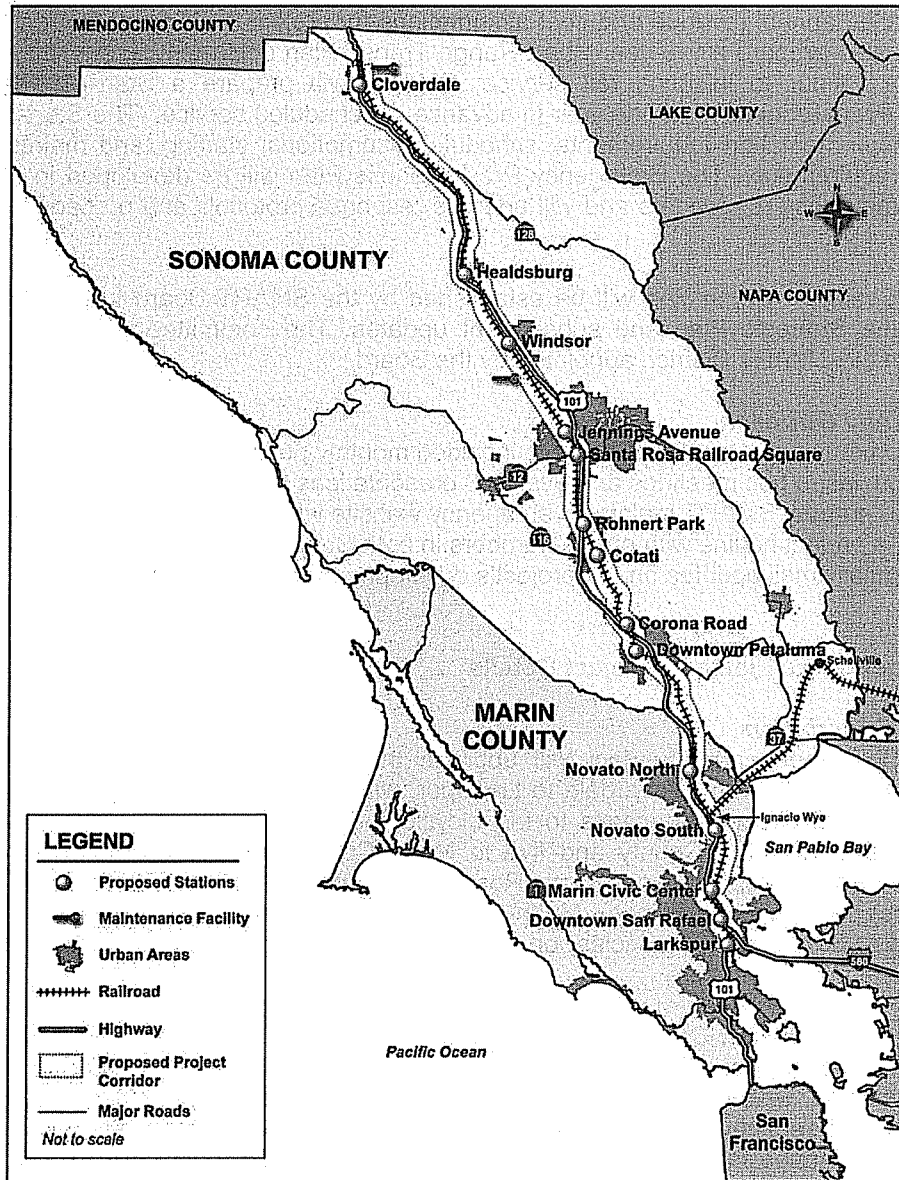 MENDOCINO COUNTY
Cloverdale
LAKE COUNTY
N
W E
S
128
SONOMA COUNTY
Healdsburg
NAPA COUNTY
Windsor
101
Jennings Avenue
Santa Rosa Railroad Square
12
116
Rohnert Park
Cotati
Corona Road
Downtown Petaluma
Schellville
MARIN
COUNTY
37
Novato North
Ignacio Wye
Novato South
San Pablo Bay
1
Marin Civic Center
Downtown San Rafael
Larkspur
580
101
Pacific Ocean
San
Francisco
LEGEND
Proposed Stations
Maintenance Facility
Urban Areas
Railroad
Highway
Proposed Project
Corridor
Major Roads
Not to scale